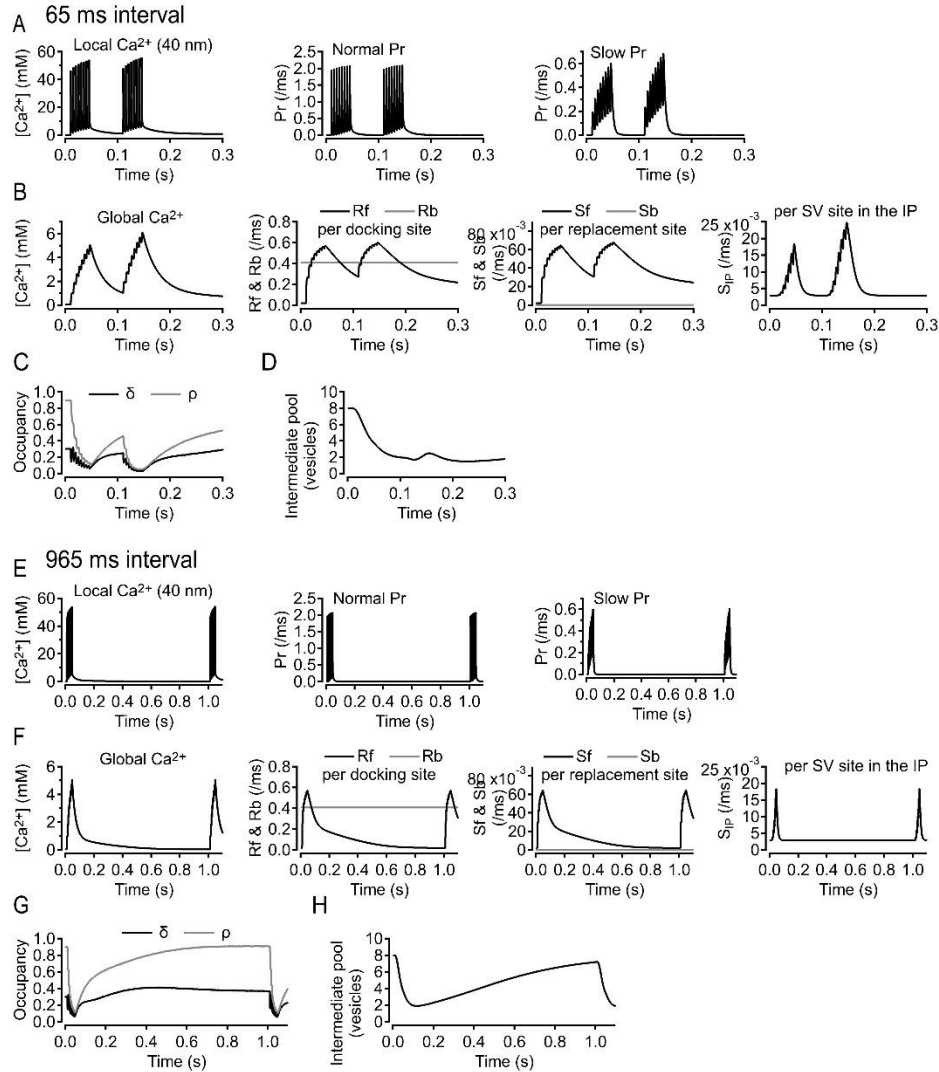 A 65 ms interval
Local Ca²⁺ (40 nm)
Normal Pr
Slow Pr
[Ca²⁺] (mM)
60
40
20
0
0.0 0.1 0.2 0.3
Time (s)
Pr (/ms)
2.5
2.0
1.5
1.0
0.5
0.0
0.0 0.1 0.2 0.3
Time (s)
Pr (/ms)
0.6
0.4
0.2
0.0
0.0 0.1 0.2 0.3
Time (s)
B
Global Ca²⁺
[Ca²⁺] (mM)
6
4
2
0
0.0 0.1 0.2 0.3
Time (s)
Rf Rb
per docking site
Rf & Rb (/ms)
0.8
0.6
0.4
0.2
0.0
0.0 0.1 0.2 0.3
Time (s)
Sf Sb
per replacement site
Sf & Sb (/ms)
80 x10⁻³
60
40
20
0
0.0 0.1 0.2 0.3
Time (s)
per SV site in the IP
S_IP (/ms)
25 x10⁻³
20
15
10
5
0
0.0 0.1 0.2 0.3
Time (s)
C
δ ρ
Occupancy
1.0
0.8
0.6
0.4
0.2
0.0
0.0 0.1 0.2 0.3
Time (s)
D
Intermediate pool
(vesicles)
10
8
6
4
2
0
0.0 0.1 0.2 0.3
Time (s)
965 ms interval
E
Local Ca²⁺ (40 nm)
Normal Pr
Slow Pr
[Ca²⁺] (mM)
60
40
20
0
0.0 0.2 0.4 0.6 0.8 1.0
Time (s)
Pr (/ms)
2.5
2.0
1.5
1.0
0.5
0.0
0.0 0.2 0.4 0.6 0.8 1.0
Time (s)
Pr (/ms)
0.6
0.4
0.2
0.0
0.0 0.2 0.4 0.6 0.8 1.0
Time (s)
F
Global Ca²⁺
[Ca²⁺] (mM)
6
4
2
0
0.0 0.2 0.4 0.6 0.8 1.0
Time (s)
Rf Rb
per docking site
Rf & Rb (/ms)
0.8
0.6
0.4
0.2
0.0
0.0 0.2 0.4 0.6 0.8 1.0
Time (s)
Sf Sb
per replacement site
Sf & Sb (/ms)
80 x10⁻³
60
40
20
0
0.0 0.2 0.4 0.6 0.8 1.0
Time (s)
per SV site in the IP
S_IP (/ms)
25 x10⁻³
20
15
10
5
0
0.0 0.2 0.4 0.6 0.8 1.0
Time (s)
G
δ ρ
Occupancy
1.0
0.8
0.6
0.4
0.2
0.0
0.0 0.2 0.4 0.6 0.8 1.0
Time (s)
H
Intermediate pool
(vesicles)
10
8
6
4
2
0
0.0 0.2 0.4 0.6 0.8 1.0
Time (s)